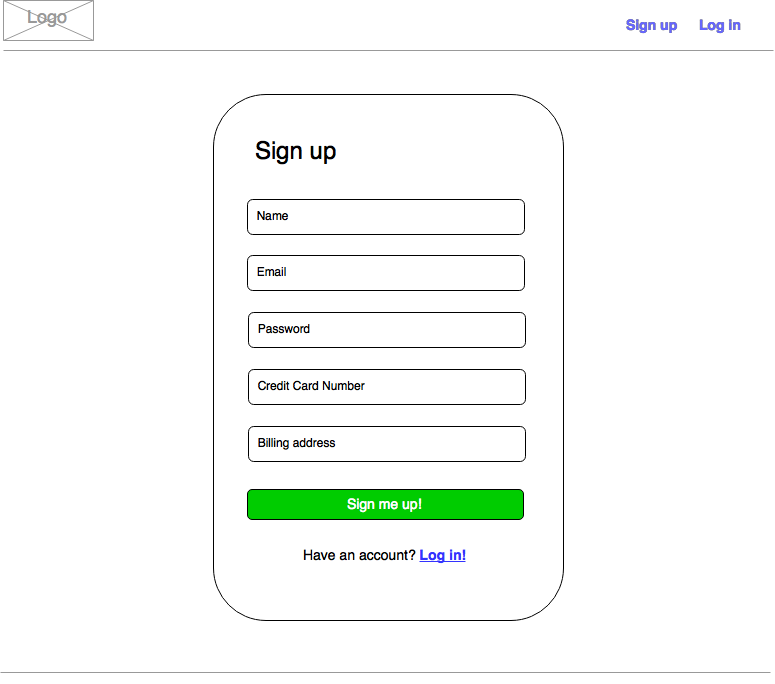 Logo
Sign up Log in
Sign up
Name
Email
Password
Credit Card Number
Billing address
Sign me up!
Have an account? Log in!